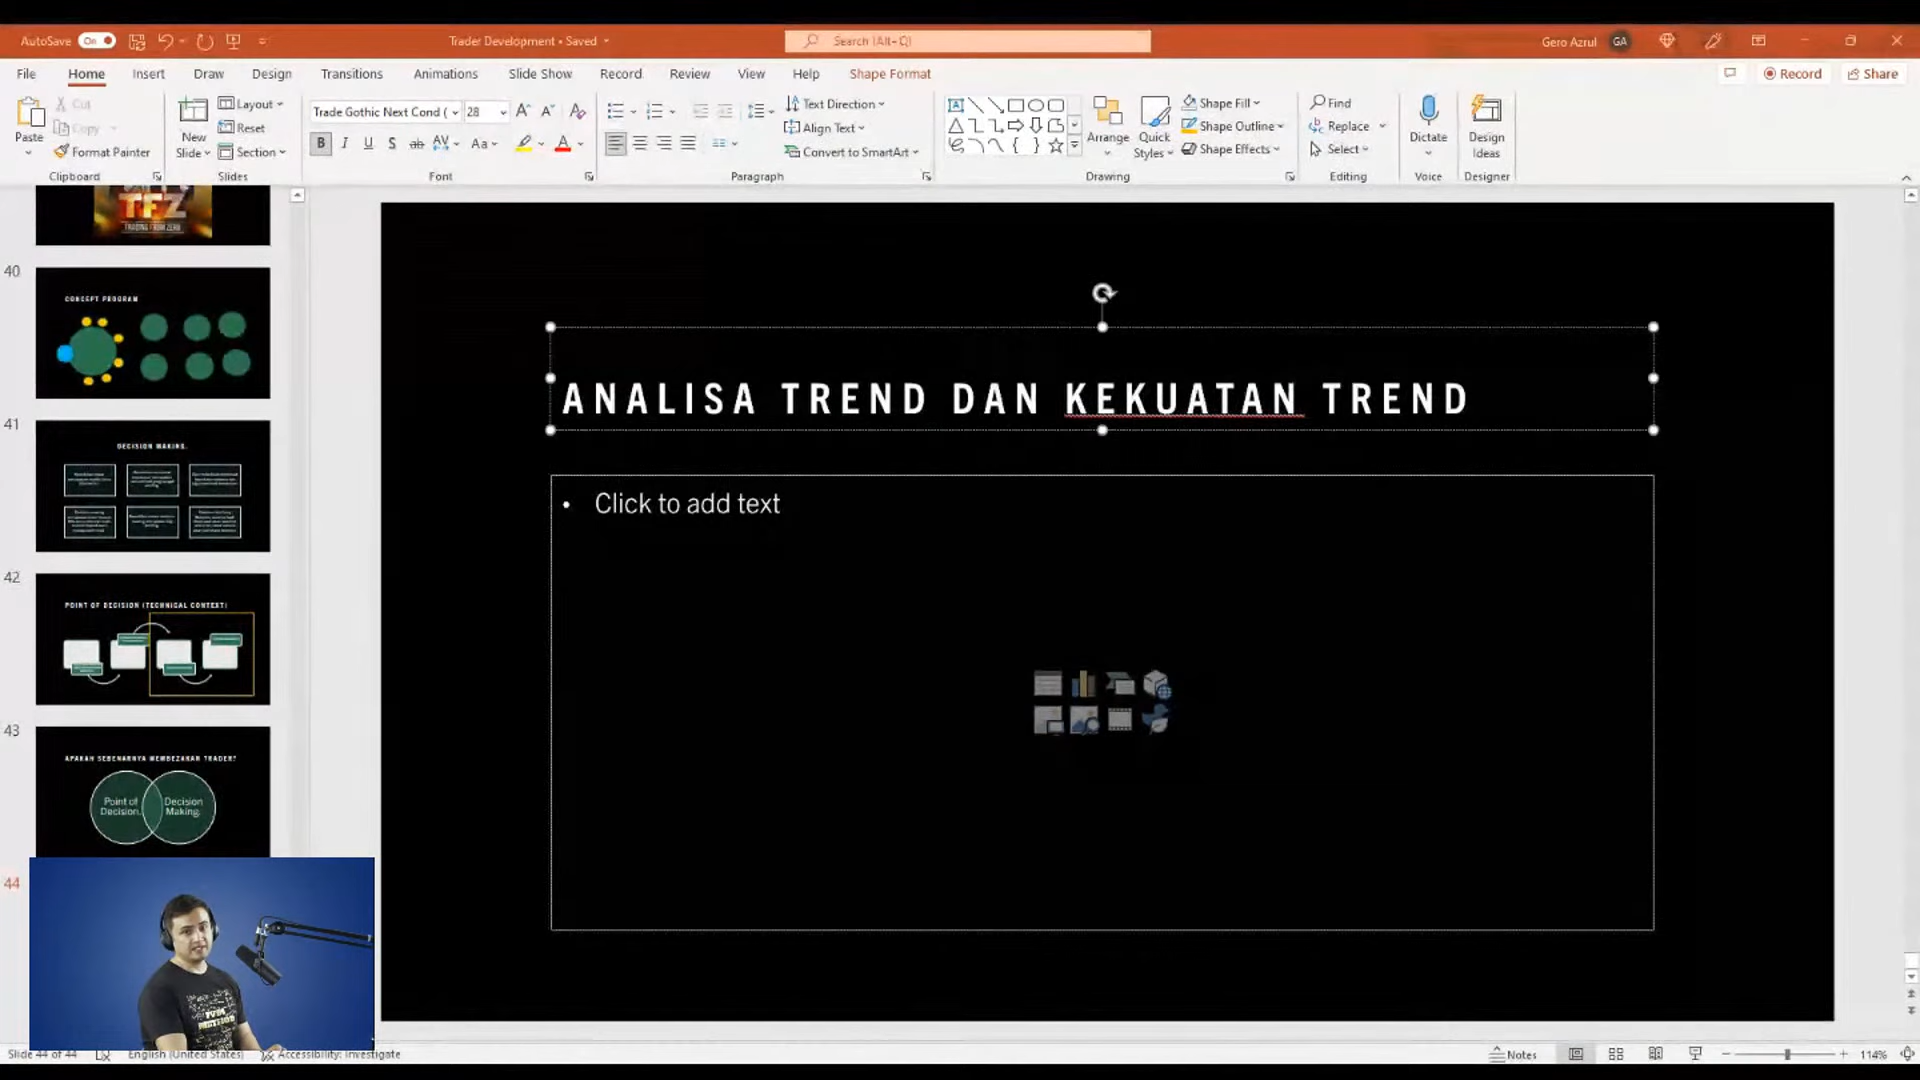 AutoSave On Trader Development • Saved Search (Alt+Q) Gero Azrul GA
File Home Insert Draw Design Transitions Animations Slide Show Record Review View Help Shape Format Record Share
Paste
Cut
Copy
Format Painter
Clipboard
New Slide
Layout
Reset
Section
Slides
Trade Gothic Next Cond ( 28
Font
Text Direction
Align Text
Convert to SmartArt
Paragraph
Arrange
Quick Styles
Shape Fill
Shape Outline
Shape Effects
Drawing
Find
Replace
Select
Editing
Dictate
Voice
Design Ideas
Designer
TFZ
TRADING FROM ZERO
40
CONCEPT PROGRAM
41
DECISION MAKING.
42
POINT OF DECISION (TECHNICAL CONTEXT)
43
APAKAH SEBENARNYA MEMBEZAKAN TRADER?
Point of Decision.
Decision Making.
44
ANALISA TREND DAN KEKUATAN TREND
• Click to add text
Slide 44 of 44 English (United States) Accessibility: Investigate Notes 114%